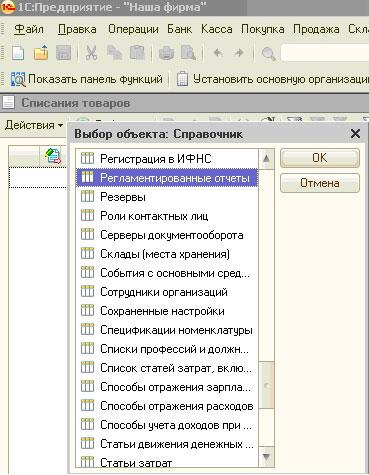 1С:Предприятие - "Наша фирма"
Файл Правка Операции Банк Касса Покупка Продажа Скл
Показать панель функций Установить основную организаци
Списания товаров
Действия
Выбор объекта: Справочник
Регистрация в ИФНС
Регламентированные отчеты
Резервы
Роли контактных лиц
Серверы документооборота
Склады (места хранения)
События с основными сред...
Сотрудники организаций
Сохраненные настройки
Спецификации номенклатуры
Списки профессий и должн...
Список статей затрат, вклю...
Способы отражения зарпла...
Способы отражения расходов
Способы учета доходов при ...
Статьи движения денежных ...
Статьи затрат
OK
Отмена